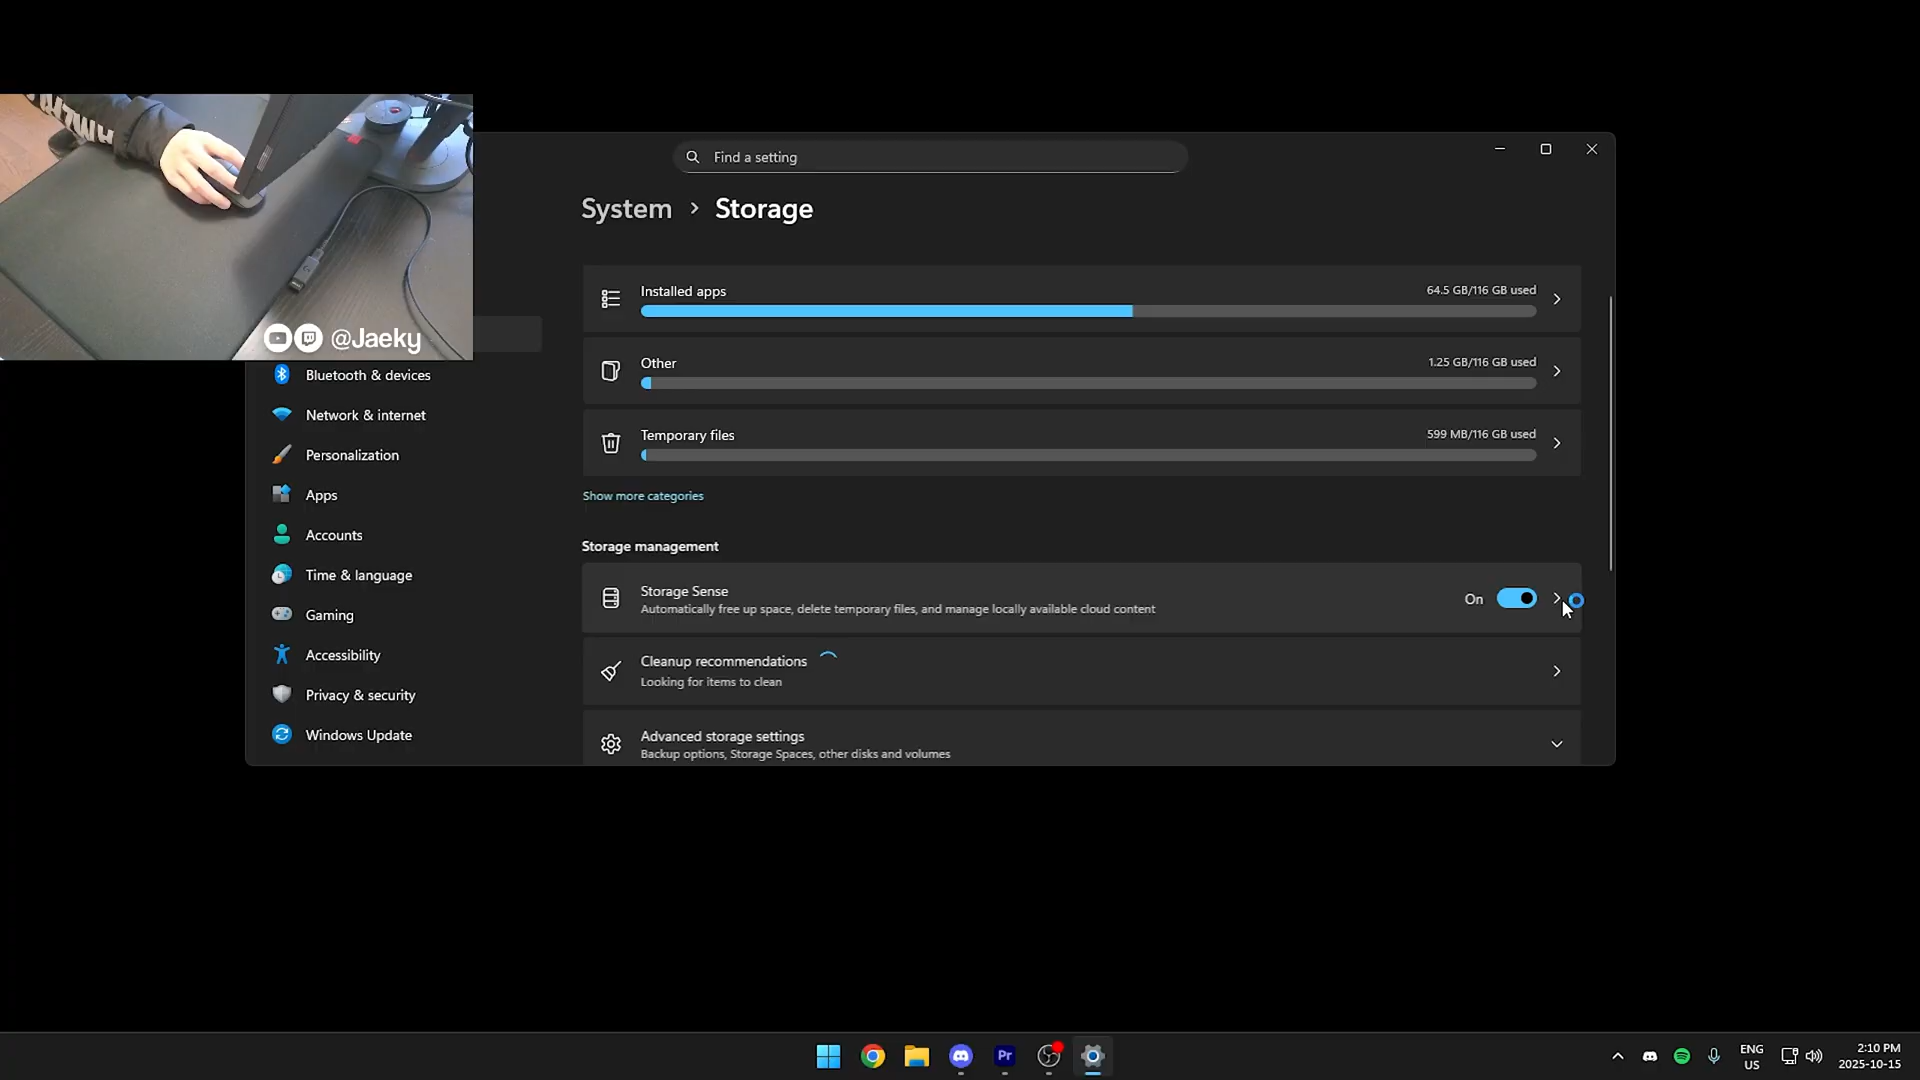 Find a setting
System > Storage
Installed apps
64.5 GB/116 GB used
Other
1.25 GB/116 GB used
Temporary files
599 MB/116 GB used
Show more categories
Storage management
Storage Sense
Automatically free up space, delete temporary files, and manage locally available cloud content
On
Cleanup recommendations
Looking for items to clean
Advanced storage settings
Backup options, Storage Spaces, other disks and volumes
@Jaeky
Bluetooth & devices
Network & internet
Personalization
Apps
Accounts
Time & language
Gaming
Accessibility
Privacy & security
Windows Update
Pr
ENG
US
2:10 PM
2025-10-15